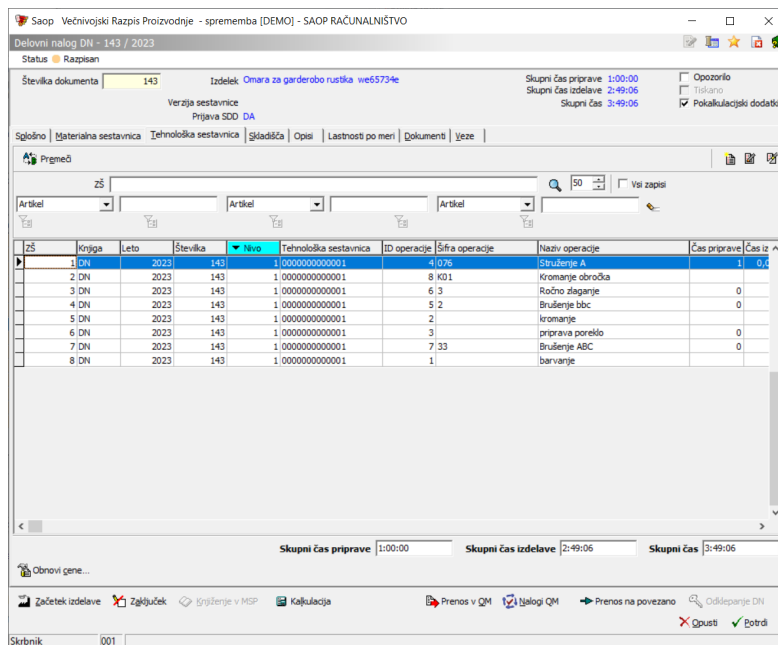 Saop Večnivojski Razpis Proizvodnje - sprememba [DEMO] - SAOP RAČUNALNIŠTVO
Delovni nalog DN - 143 / 2023
Status Razpisan
Številka dokumenta 143 Izdelek Omara za garderobo rustika we65734e Skupni čas priprave 1:00:00 Opozorilo
Skupni čas izdelave 2:49:06 Tiskano
Verzija sestavnice Skupni čas 3:49:06 Pokalkulacijski dodatki
Prijava SDD DA
Splošno Materialna sestavnica Tehnološka sestavnica Skladišča Opisi Lastnosti po meri Dokumenti Veze
Premeči
ZŠ 50 Vsi zapisi
Artikel Artikel Artikel
ZŠ Knjiga Leto Številka Nivo Tehnološka sestavnica ID operacije Šifra operacije Naziv operacije Čas priprave Čas iz
1 DN 2023 143 1 0000000000001 4 076 Struženje A 1 0,0
2 DN 2023 143 1 0000000000001 8 K01 Kromanje obročka
3 DN 2023 143 1 0000000000001 6 3 Ročno zlaganje 0
4 DN 2023 143 1 0000000000001 5 2 Brušenje bbc 0
5 DN 2023 143 1 0000000000001 2 kromanje
6 DN 2023 143 1 0000000000001 3 priprava poreklo 0
7 DN 2023 143 1 0000000000001 7 33 Brušenje ABC 0
8 DN 2023 143 1 0000000000001 1 barvanje
Skupni čas priprave 1:00:00 Skupni čas izdelave 2:49:06 Skupni čas 3:49:06
Obnovi cene...
Začetek izdelave Zaključek Knjiženje v MSP Kalkulacija Prenos v QM Nalogi QM Prenos na povezano Odklepanje DN
Opusti Potrdi
Skrbnik 001